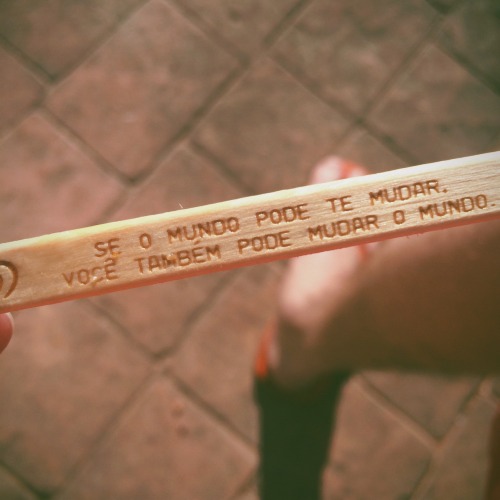 SE O MUNDO PODE TE MUDAR,
VOCÊ TAMBÉM PODE MUDAR O MUNDO.